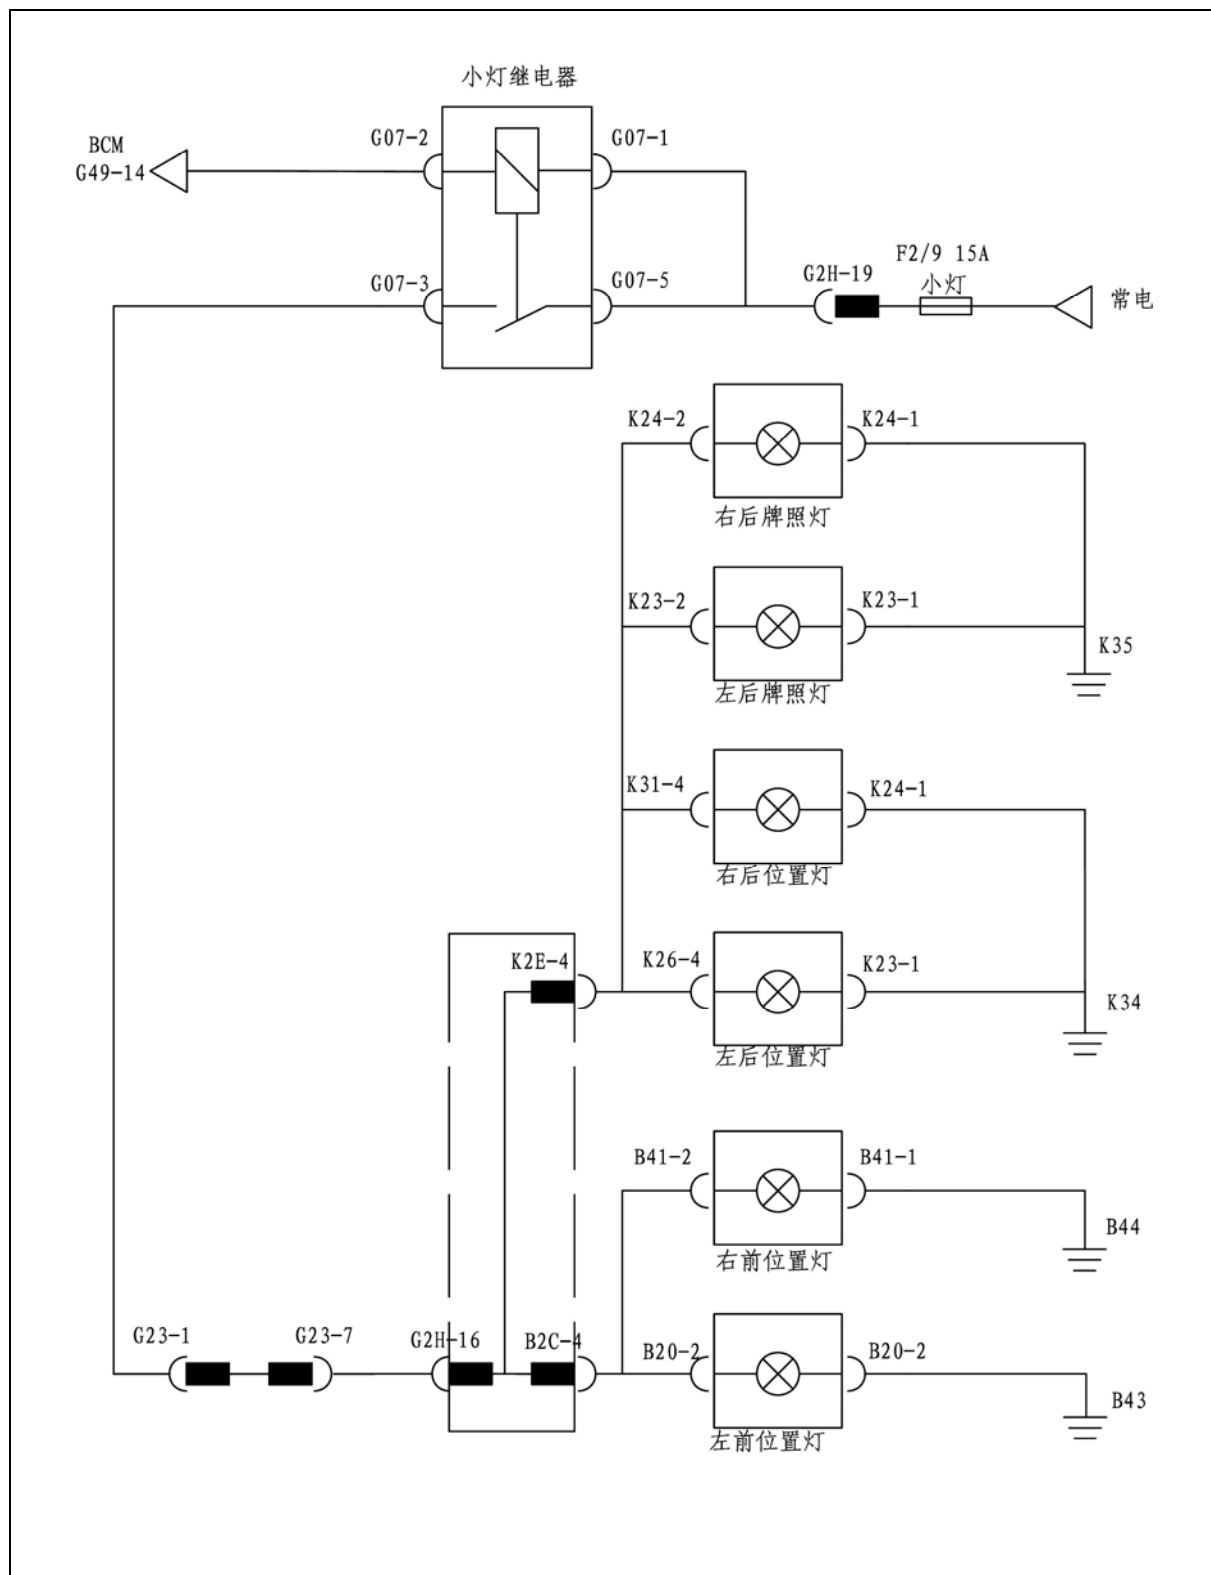 小灯继电器
BCM
G49-14
G07-2
G07-1
G07-3
G07-5
G2H-19
F2/9 15A
小灯
常电
K24-2
K24-1
右后牌照灯
K23-2
K23-1
左后牌照灯
K35
K31-4
K24-1
右后位置灯
K2E-4
K26-4
K23-1
左后位置灯
K34
B41-2
B41-1
右前位置灯
B44
G23-1
G23-7
G2H-16
B2C-4
B20-2
B20-2
左前位置灯
B43